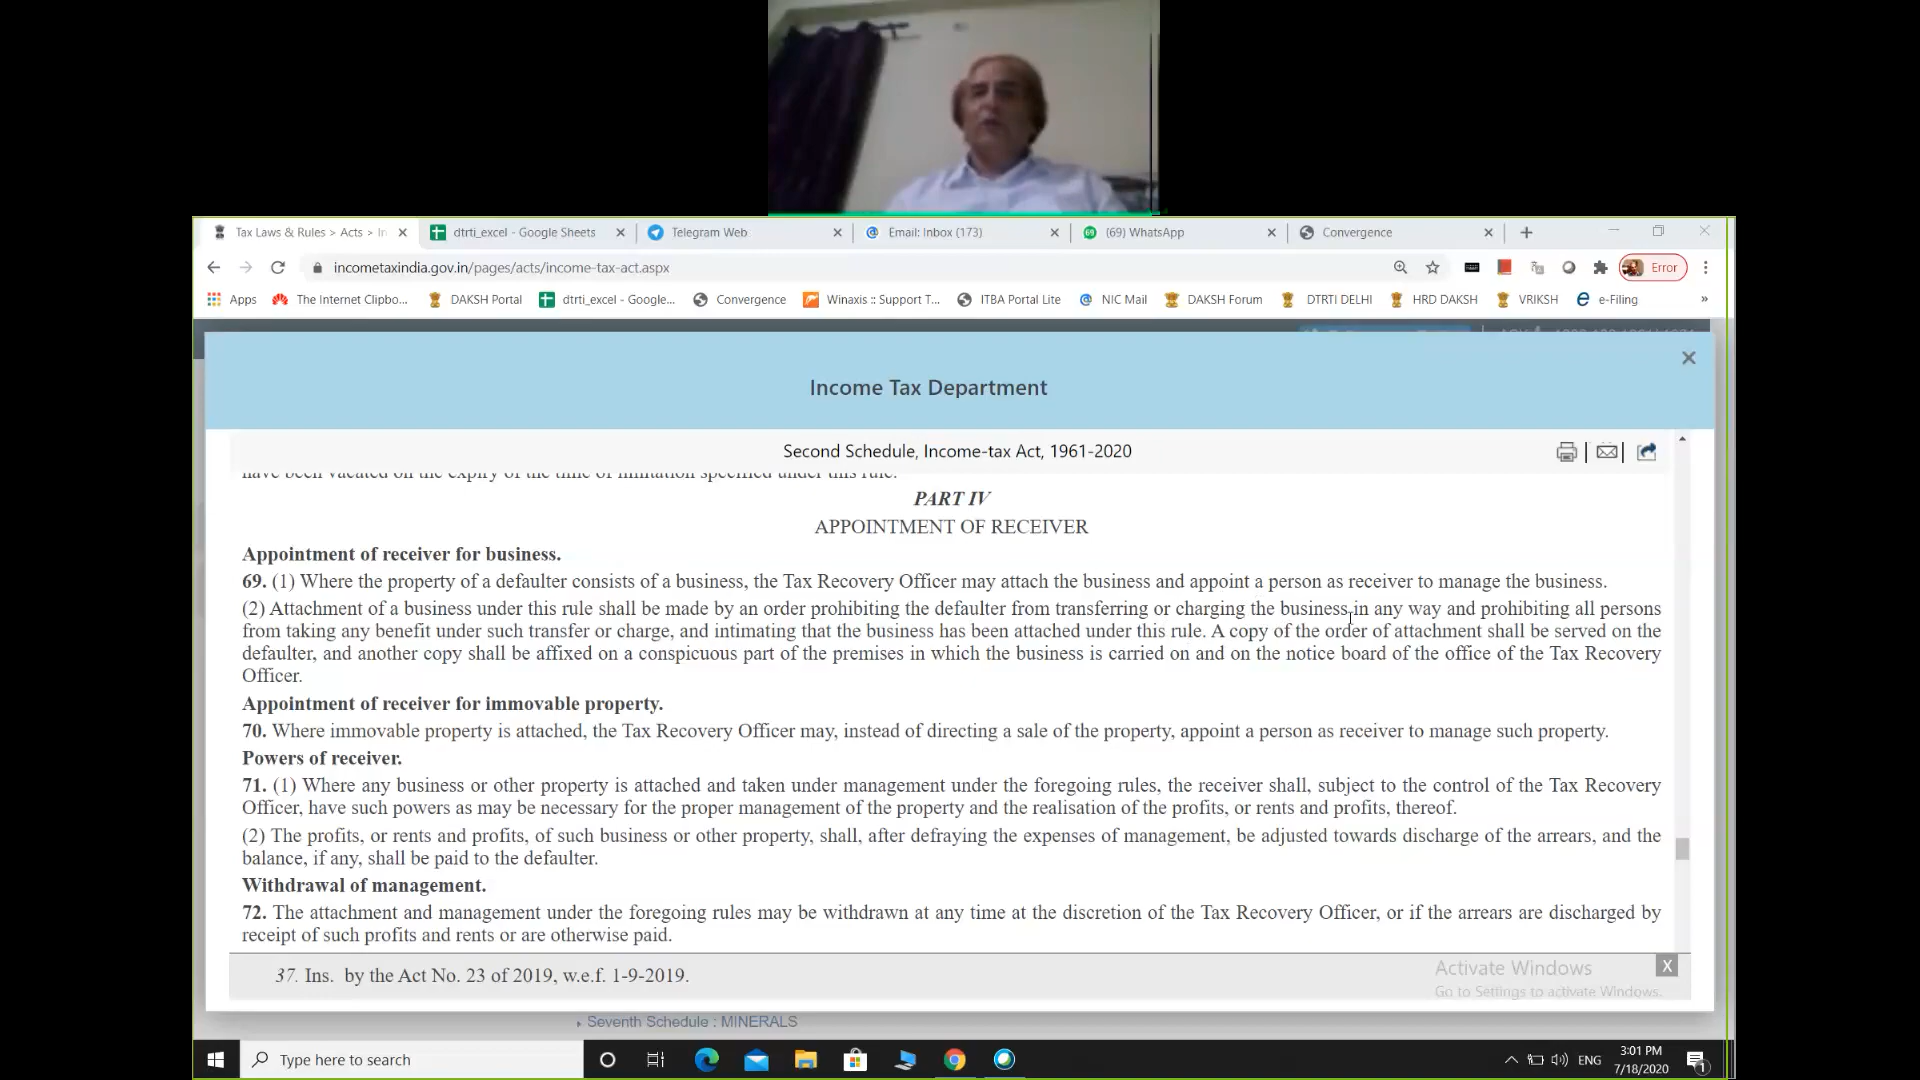 Tax Laws & Rules > Acts > In
dtrti_excel - Google Sheets
Telegram Web
Email: Inbox (173)
(69) WhatsApp
Convergence
incometaxindia.gov.in/pages/acts/income-tax-act.aspx
Error
Apps
The Internet Clipbo...
DAKSH Portal
dtrti_excel - Google...
Convergence
Winaxis :: Support T...
ITBA Portal Lite
NIC Mail
DAKSH Forum
DTRTI DELHI
HRD DAKSH
VRIKSH
e-Filing
»
Income Tax Department
Second Schedule, Income-tax Act, 1961-2020
have been vacated on the expiry of the time of limitation specified under this rule.
PART IV
APPOINTMENT OF RECEIVER
Appointment of receiver for business.
69. (1) Where the property of a defaulter consists of a business, the Tax Recovery Officer may attach the business and appoint a person as receiver to manage the business.
(2) Attachment of a business under this rule shall be made by an order prohibiting the defaulter from transferring or charging the business in any way and prohibiting all persons
from taking any benefit under such transfer or charge, and intimating that the business has been attached under this rule. A copy of the order of attachment shall be served on the
defaulter, and another copy shall be affixed on a conspicuous part of the premises in which the business is carried on and on the notice board of the office of the Tax Recovery
Officer.
Appointment of receiver for immovable property.
70. Where immovable property is attached, the Tax Recovery Officer may, instead of directing a sale of the property, appoint a person as receiver to manage such property.
Powers of receiver.
71. (1) Where any business or other property is attached and taken under management under the foregoing rules, the receiver shall, subject to the control of the Tax Recovery
Officer, have such powers as may be necessary for the proper management of the property and the realisation of the profits, or rents and profits, thereof.
(2) The profits, or rents and profits, of such business or other property, shall, after defraying the expenses of management, be adjusted towards discharge of the arrears, and the
balance, if any, shall be paid to the defaulter.
Withdrawal of management.
72. The attachment and management under the foregoing rules may be withdrawn at any time at the discretion of the Tax Recovery Officer, or if the arrears are discharged by
receipt of such profits and rents or are otherwise paid.
37. Ins. by the Act No. 23 of 2019, w.e.f. 1-9-2019.
X
Activate Windows
Go to Settings to activate Windows.
Seventh Schedule : MINERALS
Type here to search
ENG
3:01 PM
7/18/2020
1